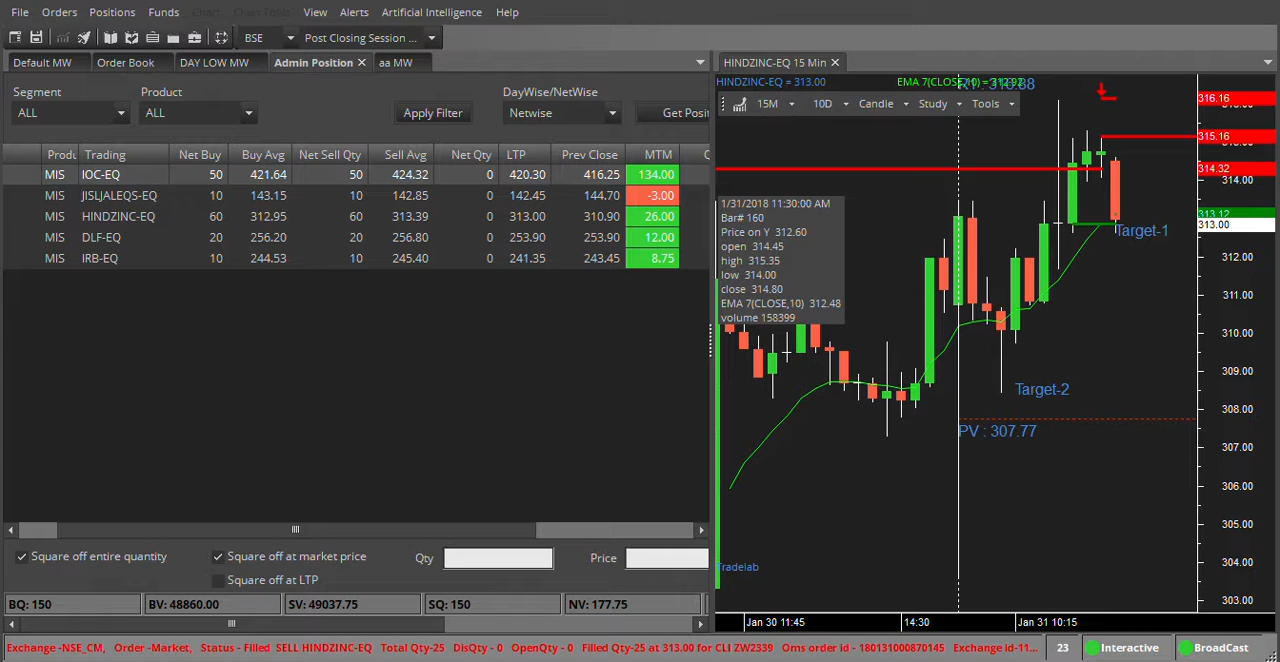 File Orders Positions Funds Chart Chart Tools View Alerts Artificial Intelligence Help
BSE Post Closing Session ...
Default MW Order Book DAY LOW MW Admin Position aa MW
Segment Product DayWise/NetWise
ALL ALL Apply Filter Netwise Get Posi
Produ Trading Net Buy Buy Avg Net Sell Qty Sell Avg Net Qty LTP Prev Close MTM
MIS IOC-EQ 50 421.64 50 424.32 0 420.30 416.25 134.00
MIS JISLJALEQS-EQ 10 143.15 10 142.85 0 142.45 144.70 -3.00
MIS HINDZINC-EQ 60 312.95 60 313.39 0 313.00 310.90 26.00
MIS DLF-EQ 20 256.20 20 256.80 0 253.90 253.90 12.00
MIS IRB-EQ 10 244.53 10 245.40 0 241.35 243.45 8.75
Square off entire quantity Square off at market price Qty Price
Square off at LTP
BQ: 150 BV: 48860.00 SV: 49037.75 SQ: 150 NV: 177.75
HINDZINC-EQ 15 Min
HINDZINC-EQ = 313.00 EMA 7(CLOSE,10) = 312.92
15M 10D Candle Study Tools
1/31/2018 11:30:00 AM
Bar# 160
Price on Y 312.60
open 314.45
high 315.35
low 314.00
close 314.80
EMA 7(CLOSE,10) 312.48
volume 158399
Target-1
Target-2
PV : 307.77
Tradelab
316.16
315.16
314.32
314.00
313.12
313.00
312.00
311.00
310.00
309.00
308.00
307.00
306.00
305.00
304.00
303.00
Jan 30 11:45 14:30 Jan 31 10:15
Exchange -NSE_CM, Order -Market, Status - Filled SELL HINDZINC-EQ Total Qty-25 DisQty - 0 OpenQty - 0 Filled Qty-25 at 313.00 for CLI ZW2339 Oms order id - 180131000870145 Exchange id-11... 23 Interactive BroadCast